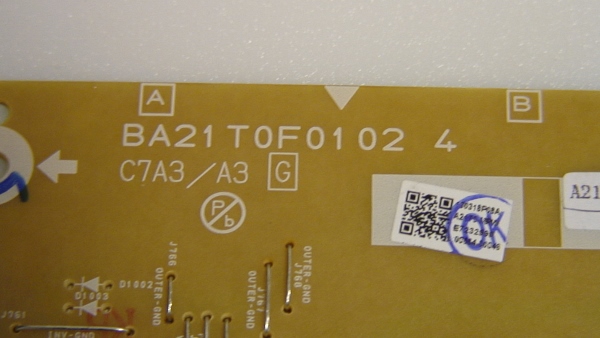 A
B
BA21T0F0102 4
C7A3/A3 G
Pb
A21
OK
J766
OUTER-GND
J767
OUTER-GND
J768
OUTER-GND
D1002
D1003
J761
INV-GND